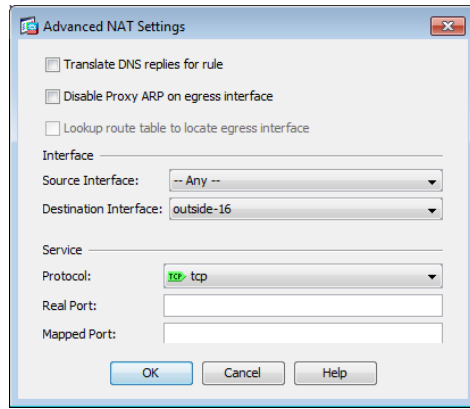 Advanced NAT Settings
Translate DNS replies for rule
Disable Proxy ARP on egress interface
Lookup route table to locate egress interface
Interface
Source Interface: -- Any --
Destination Interface: outside-16
Service
Protocol: TCP tcp
Real Port:
Mapped Port:
OK Cancel Help